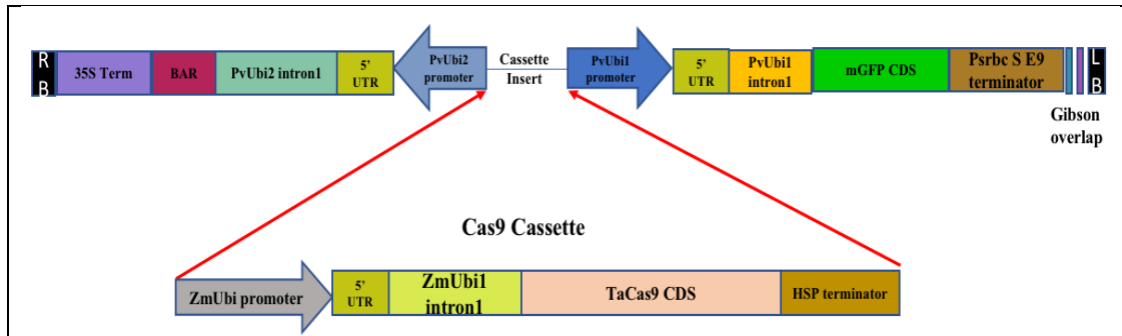 R
B
35S Term
BAR
PvUbi2 intron1
5'
UTR
PvUbi2
promoter
Cassette
Insert
PvUbi1
promoter
5'
UTR
PvUbi1
intron1
mGFP CDS
Psrbc S E9
terminator
L
B
Gibson
overlap
Cas9 Cassette
ZmUbi promoter
5'
UTR
ZmUbi1
intron1
TaCas9 CDS
HSP terminator